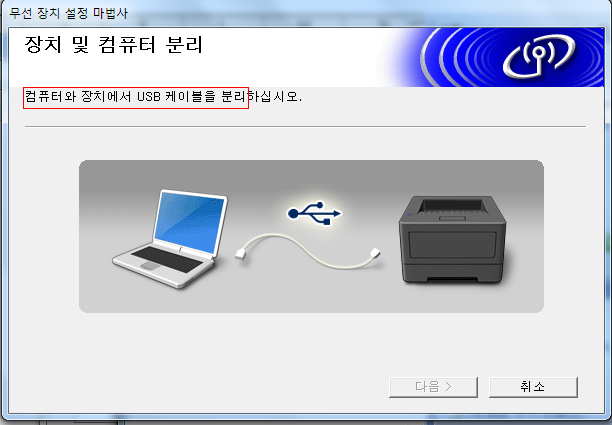 무선 장치 설정 마법사
장치 및 컴퓨터 분리
컴퓨터와 장치에서 USB 케이블을 분리하십시오.
다음 >
취소